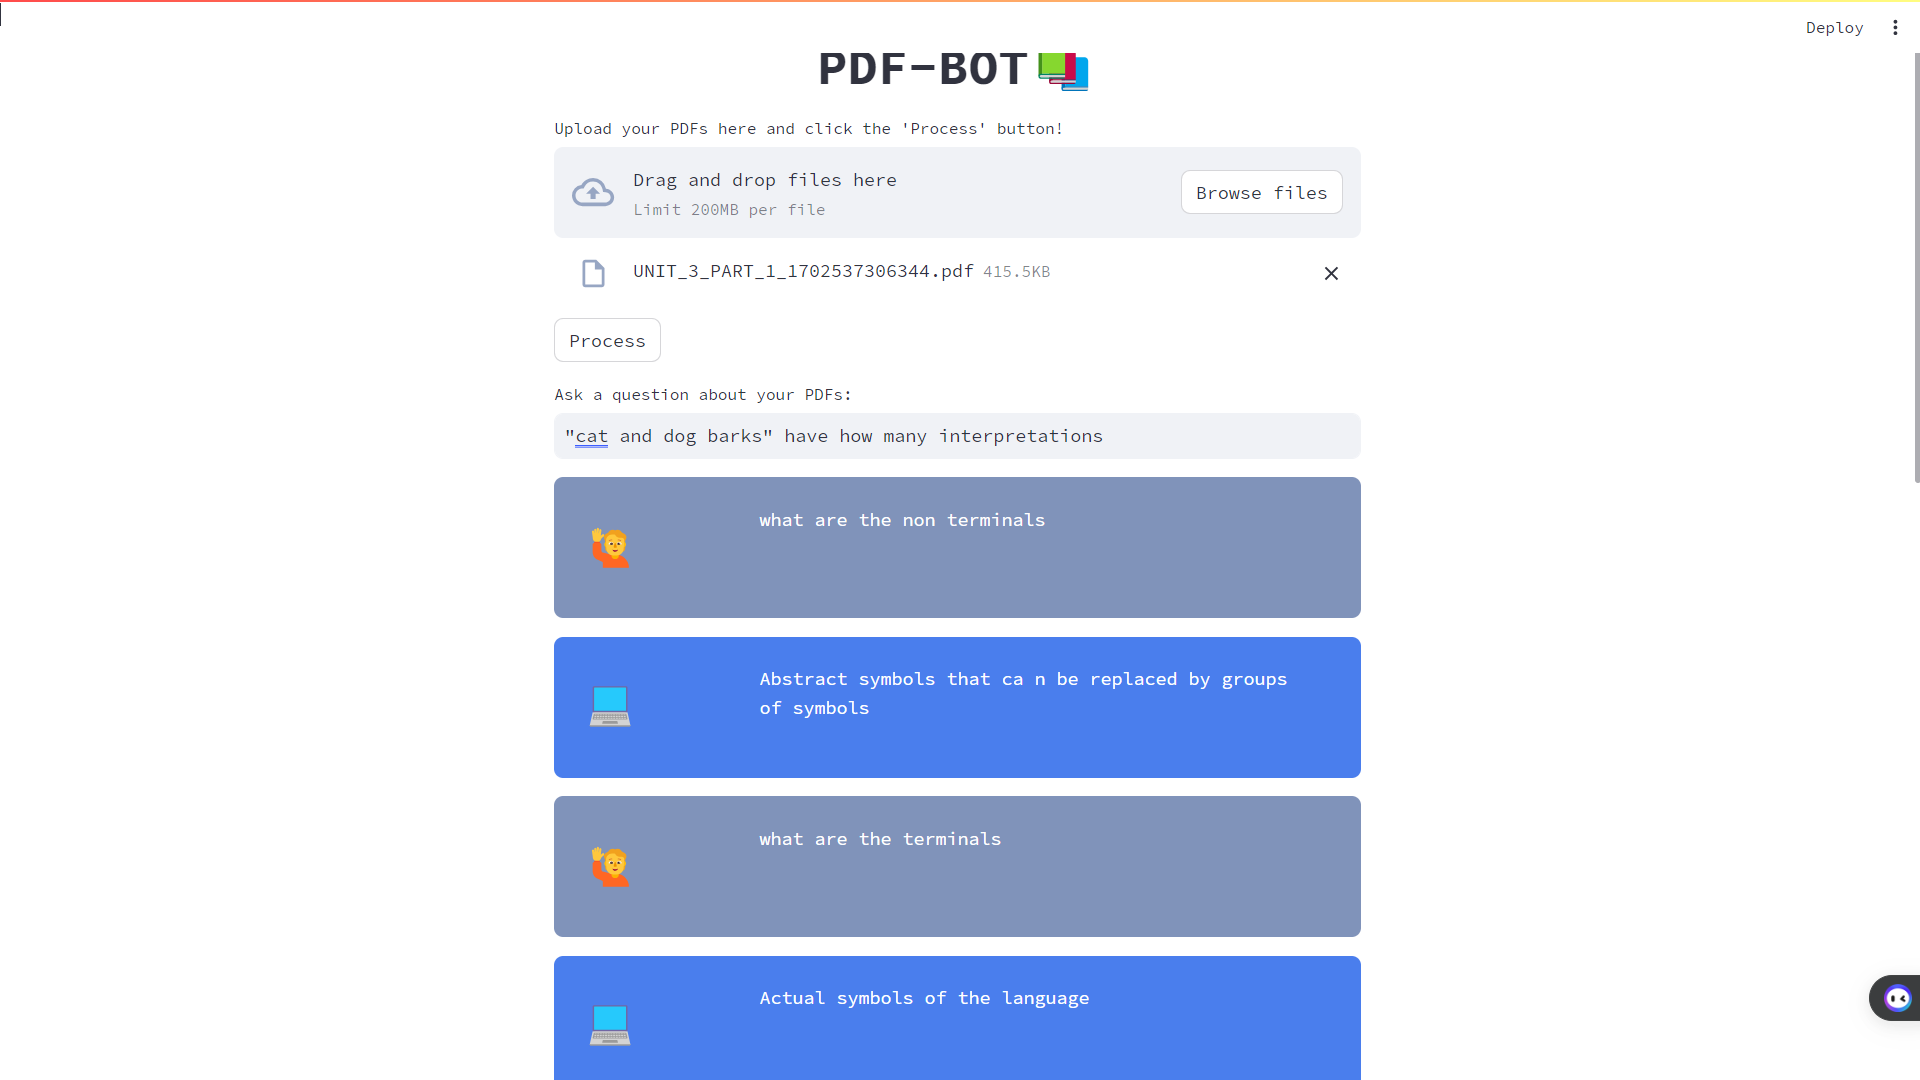 Deploy
PDF-BOT
Upload your PDFs here and click the 'Process' button!
Drag and drop files here
Limit 200MB per file
Browse files
UNIT_3_PART_1_1702537306344.pdf 415.5KB
Process
Ask a question about your PDFs:
"cat and dog barks" have how many interpretations
what are the non terminals
Abstract symbols that ca n be replaced by groups
of symbols
what are the terminals
Actual symbols of the language